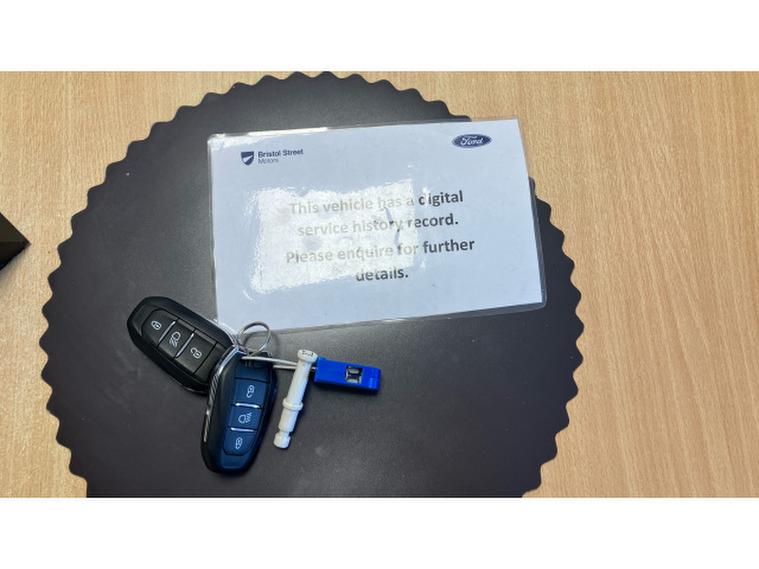 Bristol Street
Motors
Ford
This vehicle has a digital
service history record.
Please enquire for further
details.